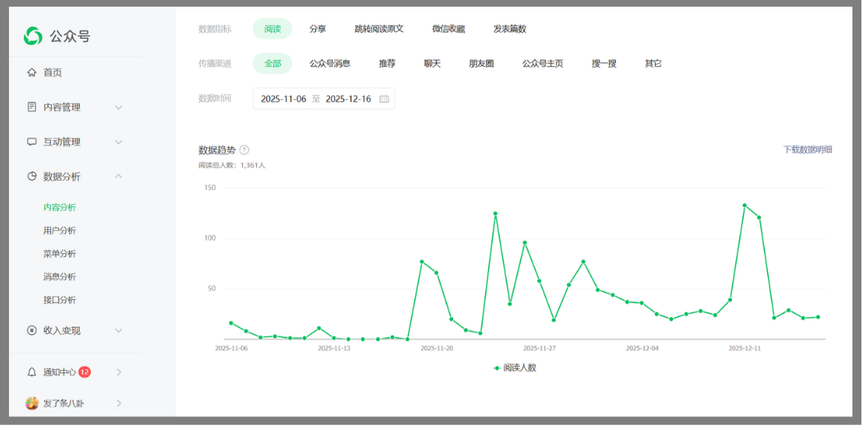 公众号
首页
内容管理
互动管理
数据分析
内容分析
用户分析
菜单分析
消息分析
接口分析
收入变现
通知中心 12
发了条八卦
数据指标 阅读 分享 跳转阅读原文 微信收藏 发表篇数
传播渠道 全部 公众号消息 推荐 聊天 朋友圈 公众号主页 搜一搜 其它
数据时间 2025-11-06 至 2025-12-16
数据趋势 ? 下载数据明细
阅读总人数：1,361人
150
100
50
2025-11-06 2025-11-13 2025-11-20 2025-11-27 2025-12-04 2025-12-11
阅读人数